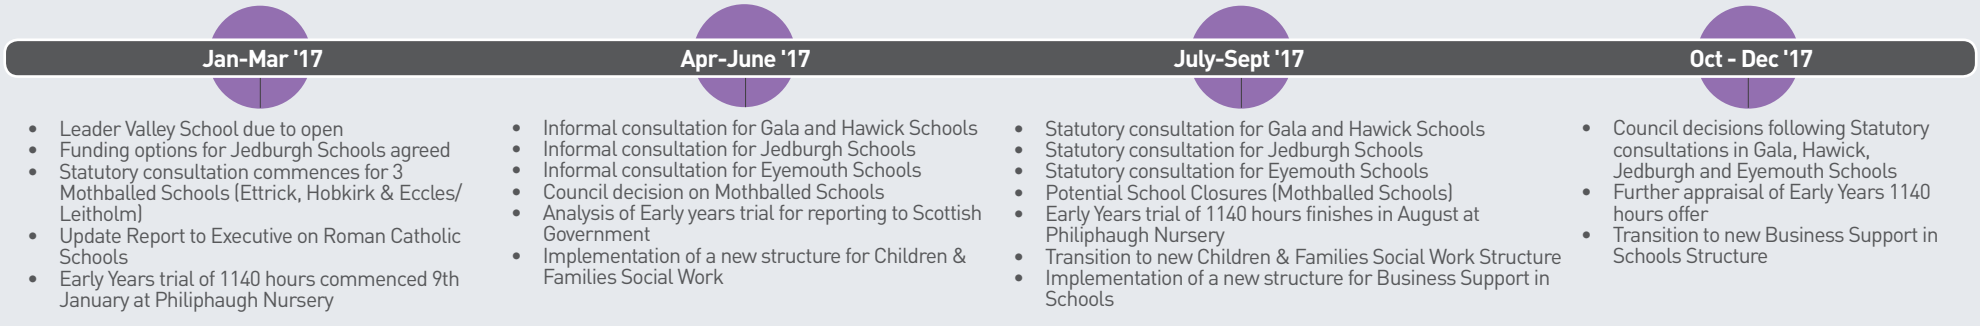 Jan-Mar '17
• Leader Valley School due to open
• Funding options for Jedburgh Schools agreed
• Statutory consultation commences for 3
Mothballed Schools (Ettrick, Hobkirk & Eccles/
Leitholm)
• Update Report to Executive on Roman Catholic
Schools
• Early Years trial of 1140 hours commenced 9th
January at Philiphaugh Nursery
Apr-June '17
• Informal consultation for Gala and Hawick Schools
• Informal consultation for Jedburgh Schools
• Informal consultation for Eyemouth Schools
• Council decision on Mothballed Schools
• Analysis of Early years trial for reporting to Scottish
Government
• Implementation of a new structure for Children &
Families Social Work
July-Sept '17
• Statutory consultation for Gala and Hawick Schools
• Statutory consultation for Jedburgh Schools
• Statutory consultation for Eyemouth Schools
• Potential School Closures (Mothballed Schools)
• Early Years trial of 1140 hours finishes in August at
Philiphaugh Nursery
• Transition to new Children & Families Social Work Structure
• Implementation of a new structure for Business Support in
Schools
Oct - Dec '17
• Council decisions following Statutory
consultations in Gala, Hawick,
Jedburgh and Eyemouth Schools
• Further appraisal of Early Years 1140
hours offer
• Transition to new Business Support in
Schools Structure